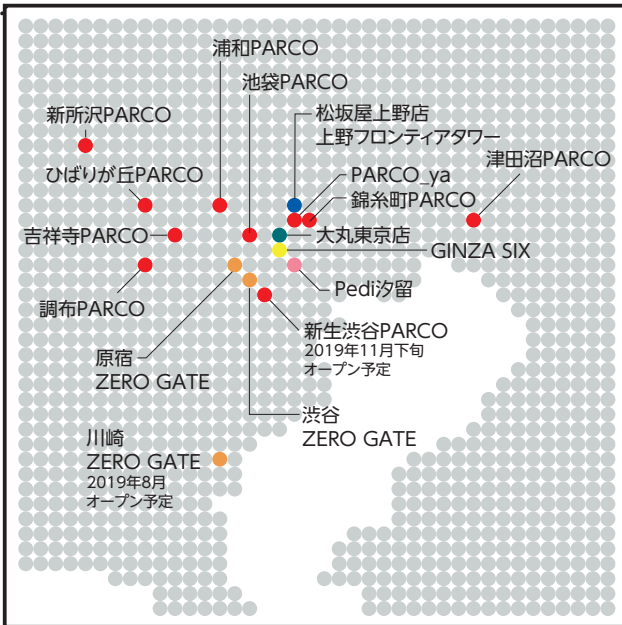 浦和PARCO
池袋PARCO
新所沢PARCO
松坂屋上野店
上野フロンティアタワー
津田沼PARCO
ひばりが丘PARCO
PARCO_ya
錦糸町PARCO
吉祥寺PARCO
大丸東京店
GINZA SIX
Pedi汐留
調布PARCO
新生渋谷PARCO
2019年11月下旬
オープン予定
原宿
ZERO GATE
渋谷
ZERO GATE
川崎
ZERO GATE
2019年8月
オープン予定